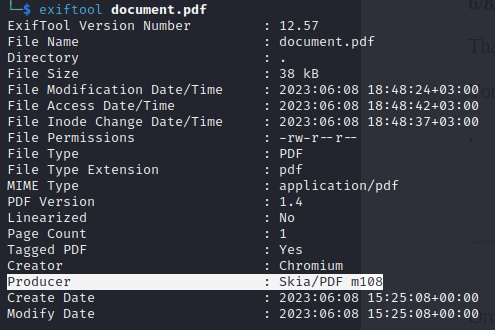 └─$ exiftool document.pdf
ExifTool Version Number         : 12.57
File Name                       : document.pdf
Directory                       : .
File Size                       : 38 kB
File Modification Date/Time     : 2023:06:08 18:48:24+03:00
File Access Date/Time           : 2023:06:08 18:48:42+03:00
File Inode Change Date/Time     : 2023:06:08 18:48:37+03:00
File Permissions                : -rw-r--r--
File Type                       : PDF
File Type Extension             : pdf
MIME Type                       : application/pdf
PDF Version                     : 1.4
Linearized                      : No
Page Count                      : 1
Tagged PDF                      : Yes
Creator                         : Chromium
Producer                        : Skia/PDF m108
Create Date                     : 2023:06:08 15:25:08+00:00
Modify Date                     : 2023:06:08 15:25:08+00:00